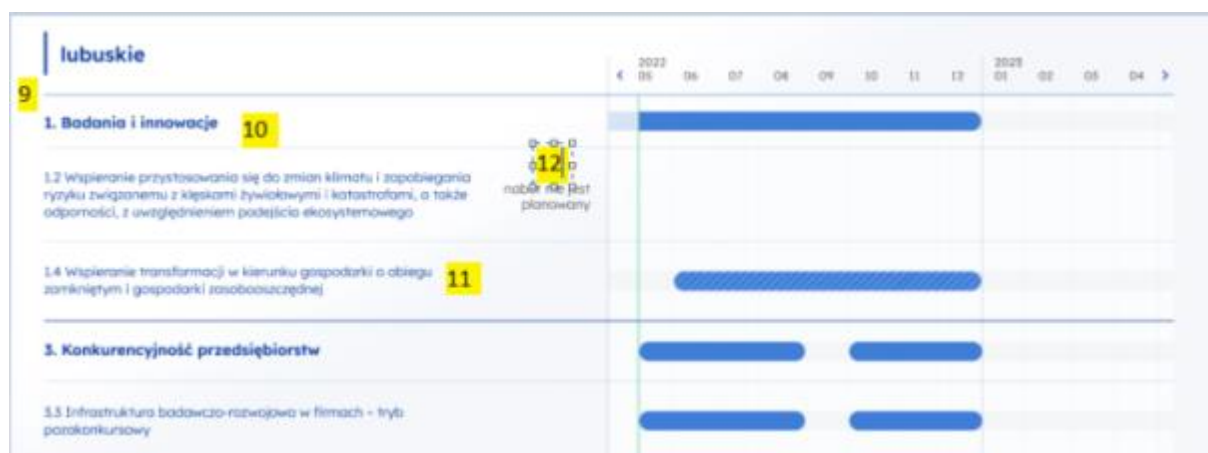 lubuskie
2022 2023
< 05 06 07 08 09 10 11 12 01 02 03 04 >
9
1. Badania i innowacje 10
12
1.2 Wspieranie przystosowania się do zmian klimatu i zapobiegania
ryzyku związanemu z klęskami żywiołowymi i katastrofami, a także
odporności, z uwzględnieniem podejścia ekosystemowego
nabór nie jest
planowany
1.4 Wspieranie transformacji w kierunku gospodarki o obiegu
zamkniętym i gospodarki zasobooszczędnej
11
3. Konkurencyjność przedsiębiorstw
3.3 Infrastruktura badawczo-rozwojowa w firmach – tryb
pozakonkursowy